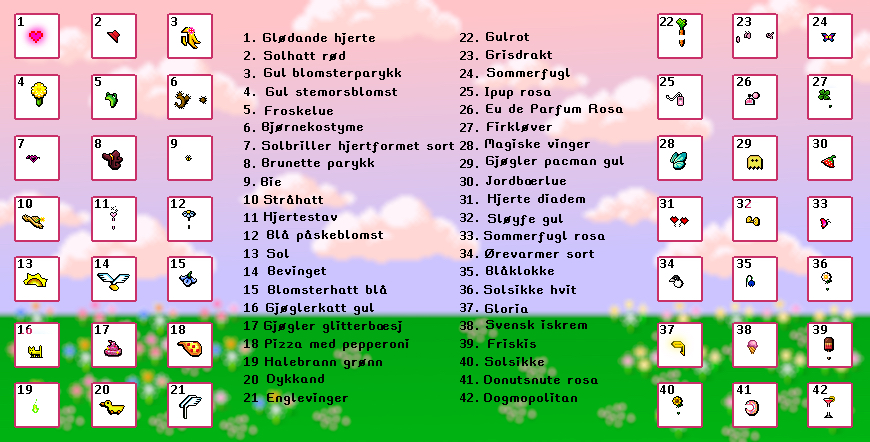 1. Glødande hjerte
2. Solhatt rød
3. Gul blomsterparykk
4. Gul stemorsblomst
5. Froskelue
6. Bjørnekostyme
7. Solbriller hjertformet sort
8. Brunette parykk
9. Bie
10 Stråhatt
11 Hjertestav
12 Blå påskeblomst
13 Sol
14 Bevinget
15 Blomsterhatt blå
16 Gjøglerkatt gul
17 Gjøgler glitterbæsj
18 Pizza med pepperoni
19 Halebrann grønn
20 Dykkand
21 Englevinger
22. Gulrot
23. Grisdrakt
24. Sommerfugl
25. Ipup rosa
26. Eu de Parfum Rosa
27. Firkløver
28. Magiske vinger
29. Gjøgler pacman gul
30. Jordbærlue
31. Hjerte diadem
32. Sløyfe gul
33. Sommerfugl rosa
34. Ørevarmer sort
35. Blåklokke
36. Solsikke hvit
37. Gloria
38. Svensk iskrem
39. Friskis
40. Solsikke
41. Donutsnute rosa
42. Dogmopolitan
1 2 3
4 5 6
7 8 9
10 11 12
13 14 15
16 17 18
19 20 21
22 23 24
25 26 27
28 29 30
31 32 33
34 35 36
37 38 39
40 41 42